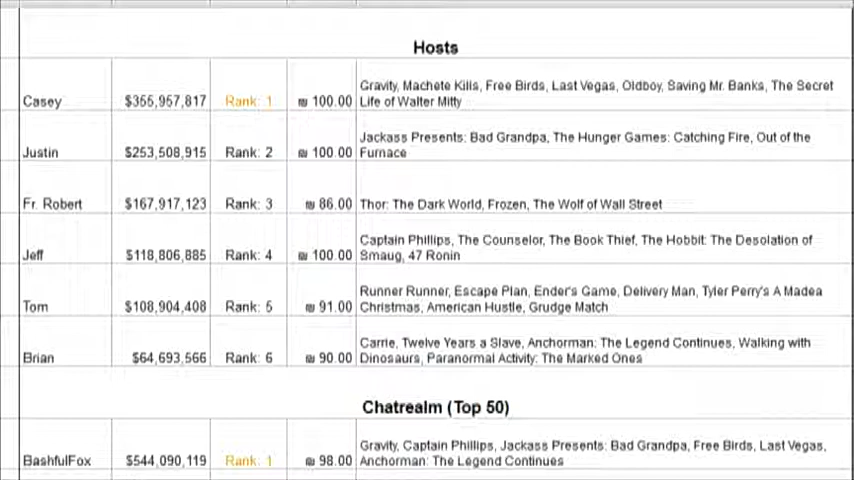 Hosts
Casey $355,957,817 Rank: 1 ₪ 100.00 Gravity, Machete Kills, Free Birds, Last Vegas, Oldboy, Saving Mr. Banks, The Secret
Life of Walter Mitty
Justin $253,508,915 Rank: 2 ₪ 100.00 Jackass Presents: Bad Grandpa, The Hunger Games: Catching Fire, Out of the
Furnace
Fr. Robert $167,917,123 Rank: 3 ₪ 86.00 Thor: The Dark World, Frozen, The Wolf of Wall Street
Jeff $118,806,885 Rank: 4 ₪ 100.00 Captain Phillips, The Counselor, The Book Thief, The Hobbit: The Desolation of
Smaug, 47 Ronin
Tom $108,904,408 Rank: 5 ₪ 91.00 Runner Runner, Escape Plan, Ender's Game, Delivery Man, Tyler Perry's A Madea
Christmas, American Hustle, Grudge Match
Brian $64,693,566 Rank: 6 ₪ 90.00 Carrie, Twelve Years a Slave, Anchorman: The Legend Continues, Walking with
Dinosaurs, Paranormal Activity: The Marked Ones
Chatrealm (Top 50)
BashfulFox $544,090,119 Rank: 1 ₪ 98.00 Gravity, Captain Phillips, Jackass Presents: Bad Grandpa, Free Birds, Last Vegas,
Anchorman: The Legend Continues